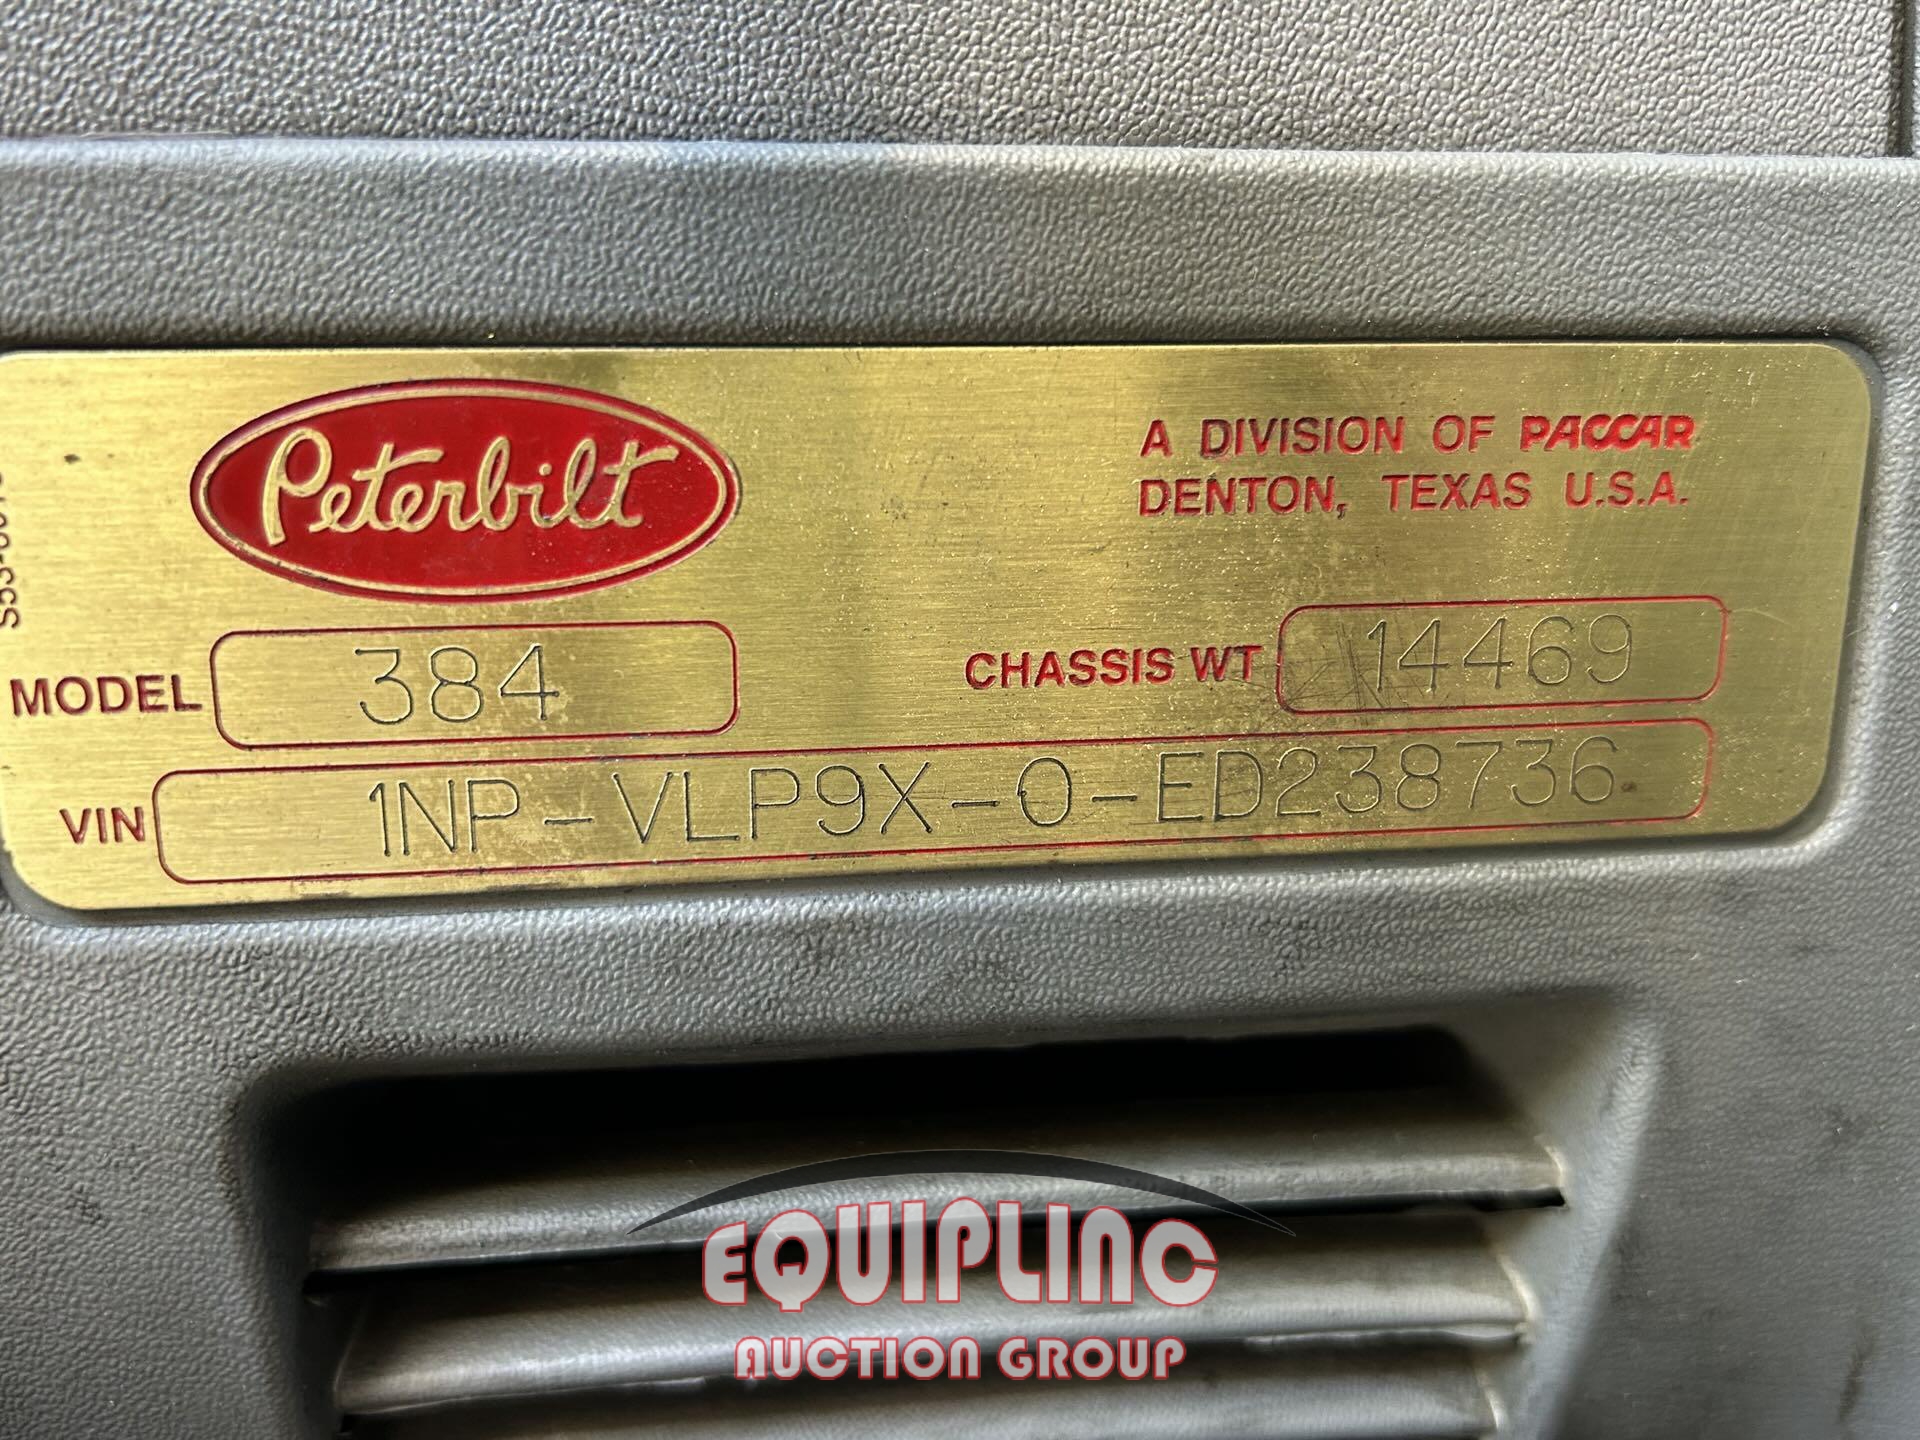 Peterbilt
A DIVISION OF PACCAR
DENTON, TEXAS U.S.A.
MODEL 384
CHASSIS WT 14469
VIN 1NP-VLP9X-0-ED238736
EQUIPLINC
AUCTION GROUP